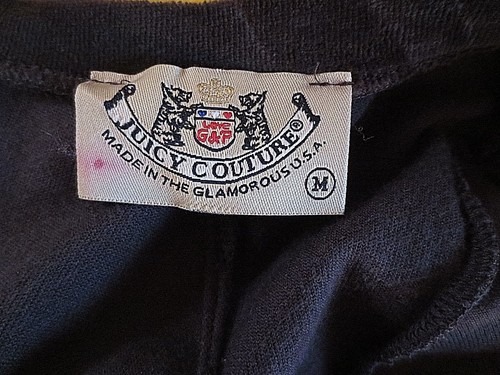 LOVE
G&P
JUICY COUTURE®
MADE IN THE GLAMOROUS U.S.A.
M